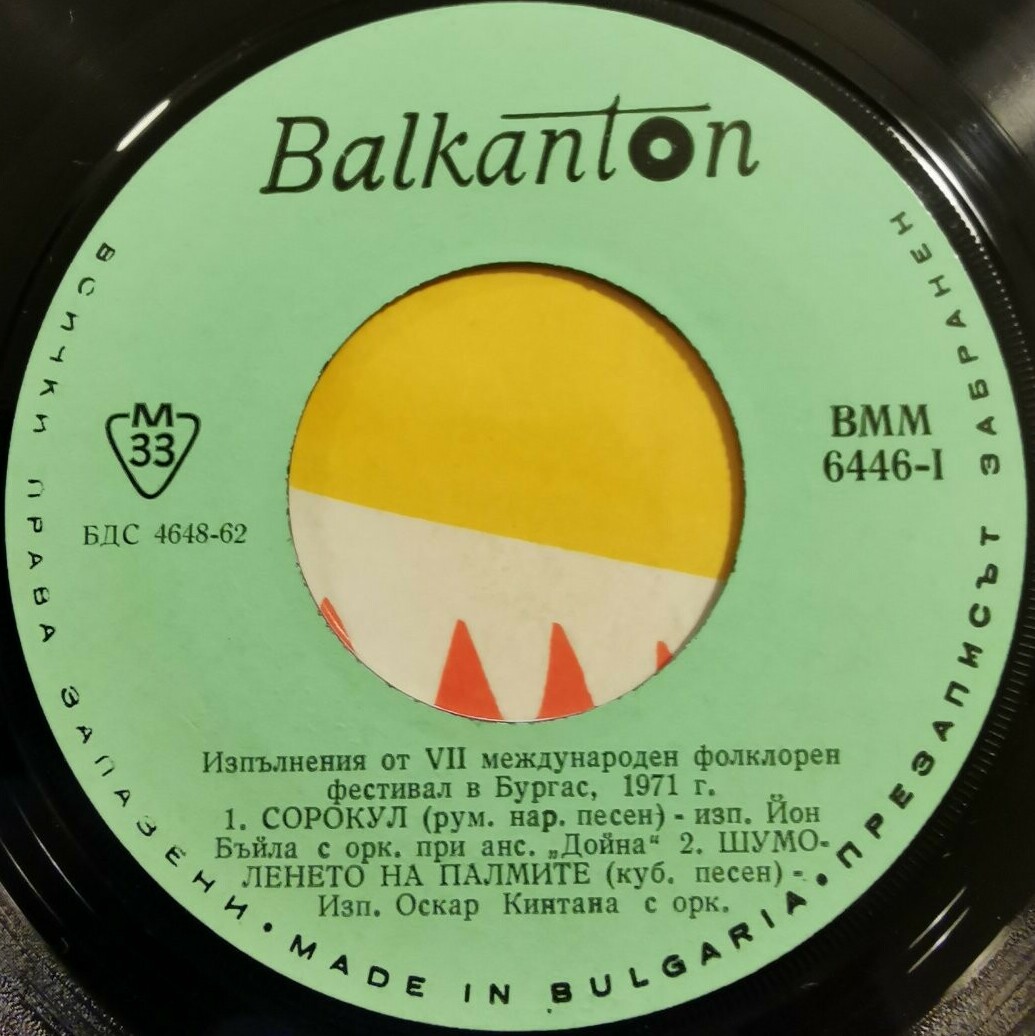 Balkanton
ВСИЧКИ ПРАВА ЗАПАЗЕНИ • MADE IN BULGARIA • ПРЕЗАПИСЪТ ЗАБРАНЕН
М
33
БДС 4648-62
ВММ
6446-I
Изпълнения от VII международен фолклорен
фестивал в Бургас, 1971 г.
1. СОРОКУЛ (рум. нар. песен) - изп. Йон
Бъйла с орк. при анс. „Дойна“ 2. ШУМО-
ЛЕНЕТО НА ПАЛМИТЕ (куб. песен) -
Изп. Оскар Кинтана с орк.